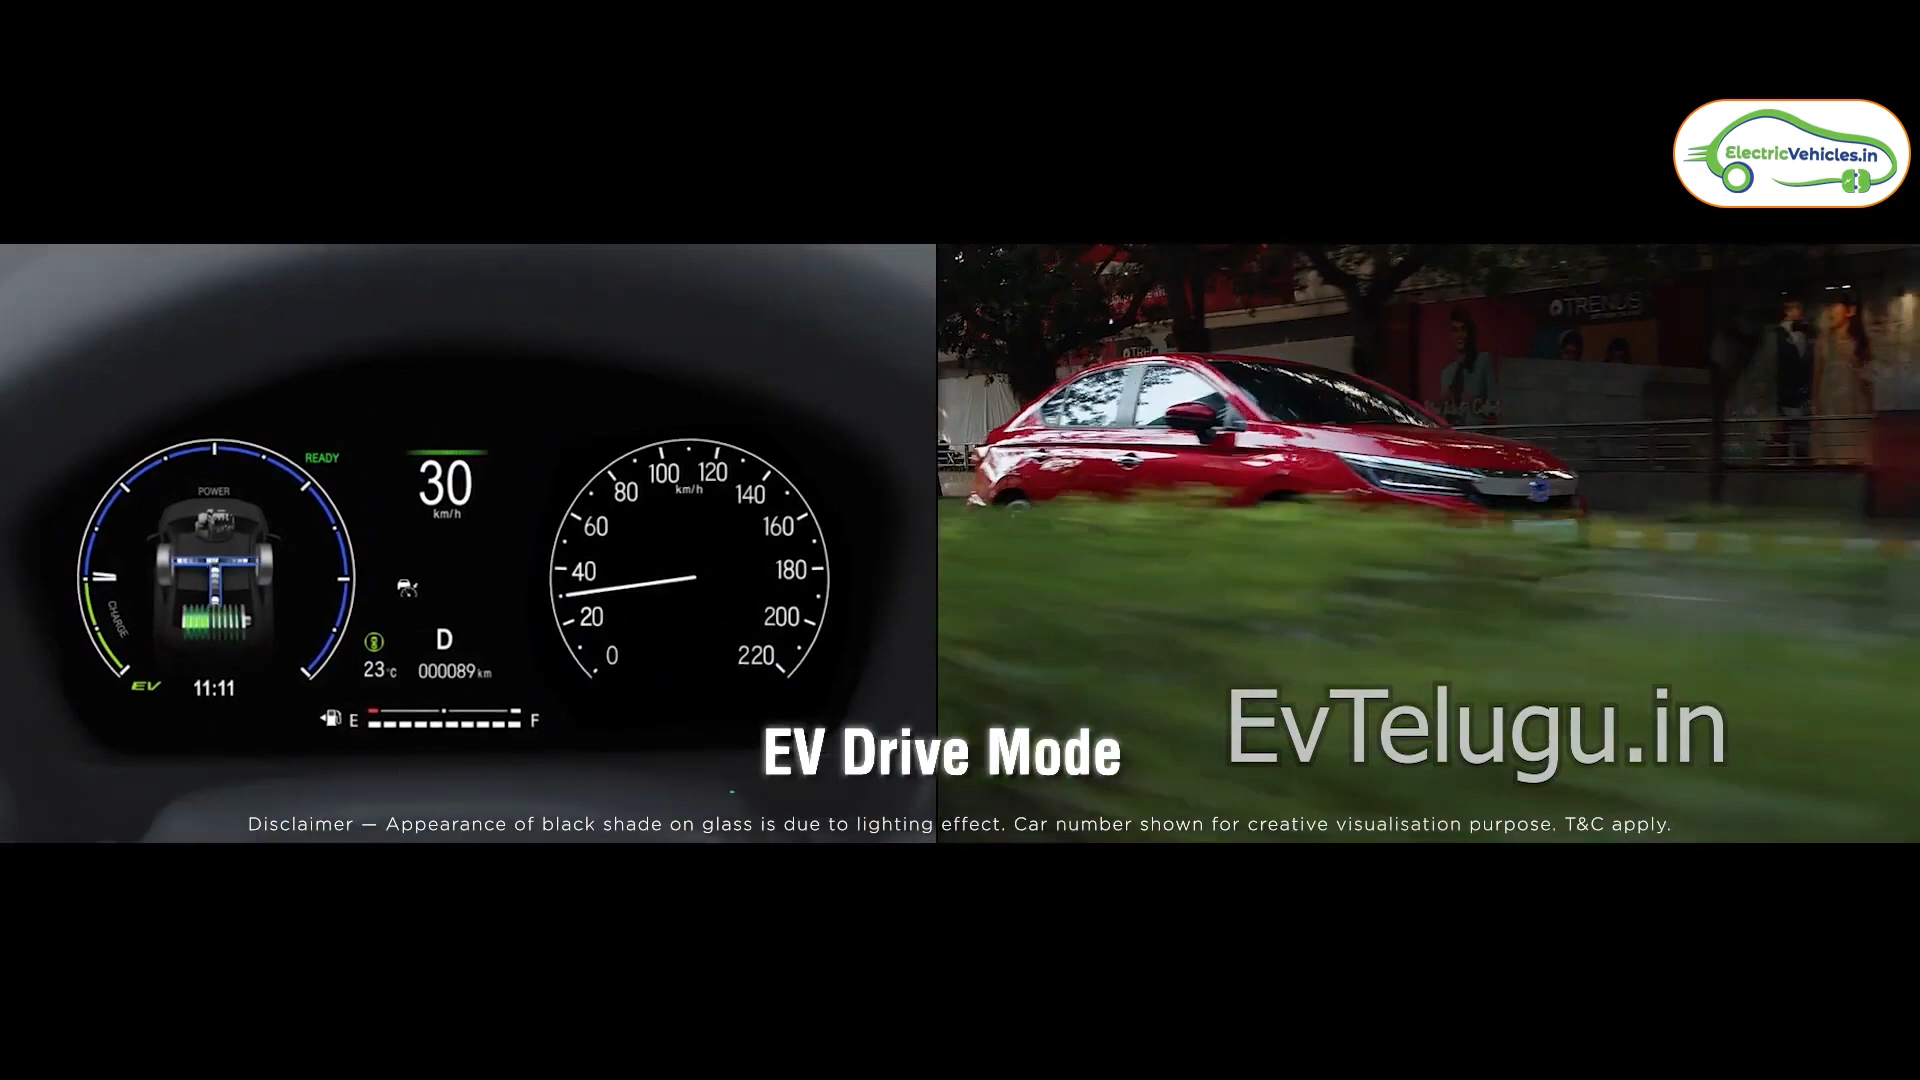 ElectricVehicles.in
READY
POWER
30
km/h
CHARGE
EV
11:11
23°C
D
000089 km
E
F
0
20
40
60
80
100
120
140
160
180
200
220
km/h
TRENDS
EV Drive Mode
EvTelugu.in
Disclaimer — Appearance of black shade on glass is due to lighting effect. Car number shown for creative visualisation purpose. T&C apply.